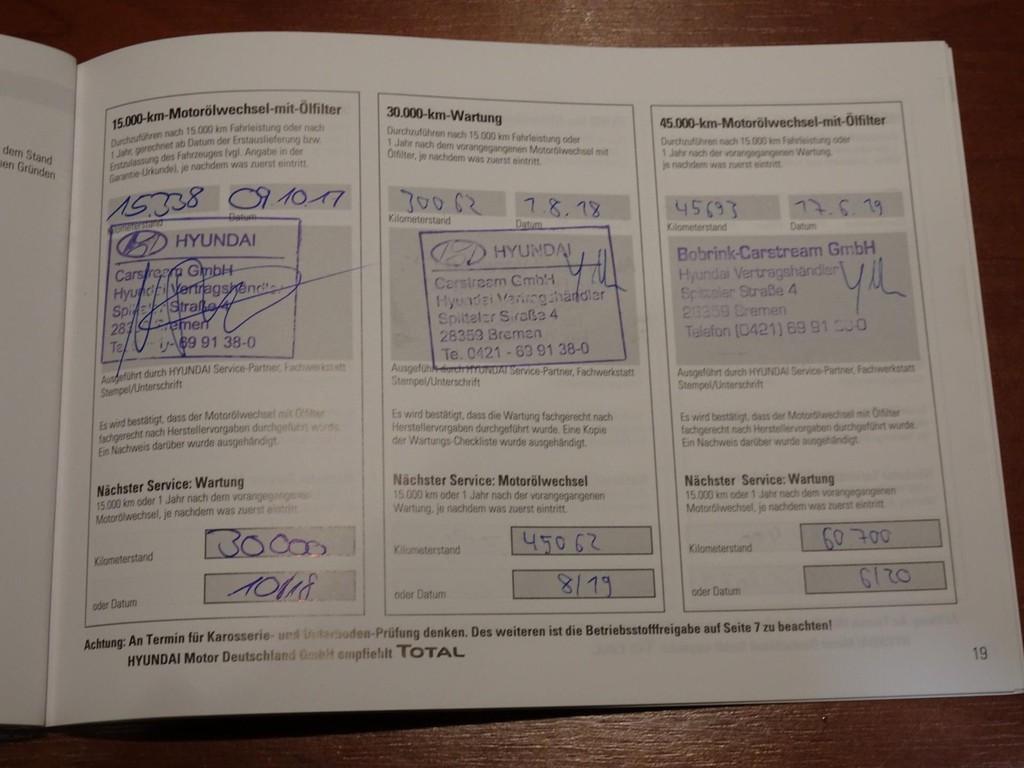 dem Stand
en Gründen
15.000-km-Motorölwechsel-mit-Ölfilter
Durchzuführen nach 15.000 km Fahrleistung oder nach
1 Jahr, gerechnet ab Datum der Erstauslieferung bzw.
Erstzulassung des Fahrzeuges (vgl. Angabe in der
Garantie-Urkunde), je nachdem was zuerst eintritt.
15.338 09.10.17
Kilometerstand Datum
HYUNDAI
Carstream GmbH
Hyundai Vertragshändler
Straße 4
Bremen
69 91 38-0
Ausgeführt durch HYUNDAI Service-Partner, Fachwerkstatt
Stempel/Unterschrift
Es wird bestätigt, dass der Motorölwechsel mit Ölfilter
fachgerecht nach Herstellervorgaben durchgeführt wurde.
Ein Nachweis darüber wurde ausgehändigt.
Nächster Service: Wartung
15.000 km oder 1 Jahr nach dem vorangegangenen
Motorölwechsel, je nachdem was zuerst eintritt.
Kilometerstand 30000
oder Datum 10/18
30.000-km-Wartung
Durchzuführen nach 15.000 km Fahrleistung oder
1 Jahr nach dem vorangegangenen Motorölwechsel mit
Ölfilter, je nachdem was zuerst eintritt.
30062 7.8.18
Kilometerstand Datum
HYUNDAI
Carstream GmbH
Hyundai Vertragshändler
Spitteler Straße 4
28359 Bremen
Te. 0421 - 69 91 38-0
Ausgeführt durch HYUNDAI Service-Partner, Fachwerkstatt
Stempel/Unterschrift
Es wird bestätigt, dass die Wartung fachgerecht nach
Herstellervorgaben durchgeführt wurde. Eine Kopie
der Wartungs-Checkliste wurde ausgehändigt.
Nächster Service: Motorölwechsel
15.000 km oder 1 Jahr nach der vorangegangenen
Wartung, je nachdem was zuerst eintritt.
Kilometerstand 45062
oder Datum 8/19
45.000-km-Motorölwechsel-mit-Ölfilter
Durchzuführen nach 15.000 km Fahrleistung oder
1 Jahr nach der vorangegangenen Wartung,
je nachdem was zuerst eintritt.
45693 17.6.19
Kilometerstand Datum
Bobrink-Carstream GmbH
Hyundai Vertragshändler
Spitteler Straße 4
28359 Bremen
Telefon (0421) 69 91
Ausgeführt durch HYUNDAI Service-Partner, Fachwerkstatt
Stempel/Unterschrift
Es wird bestätigt, dass der Motorölwechsel mit Ölfilter
fachgerecht nach Herstellervorgaben durchgeführt wurde.
Ein Nachweis darüber wurde ausgehändigt.
Nächster Service: Wartung
15.000 km oder 1 Jahr nach dem vorangegangenen
Motorölwechsel, je nachdem was zuerst eintritt.
Kilometerstand 60700
oder Datum 6/20
Achtung: An Termin für Karosserie- und Unterboden-Prüfung denken. Des weiteren ist die Betriebsstofffreigabe auf Seite 7 zu beachten!
HYUNDAI Motor Deutschland GmbH empfiehlt TOTAL
19